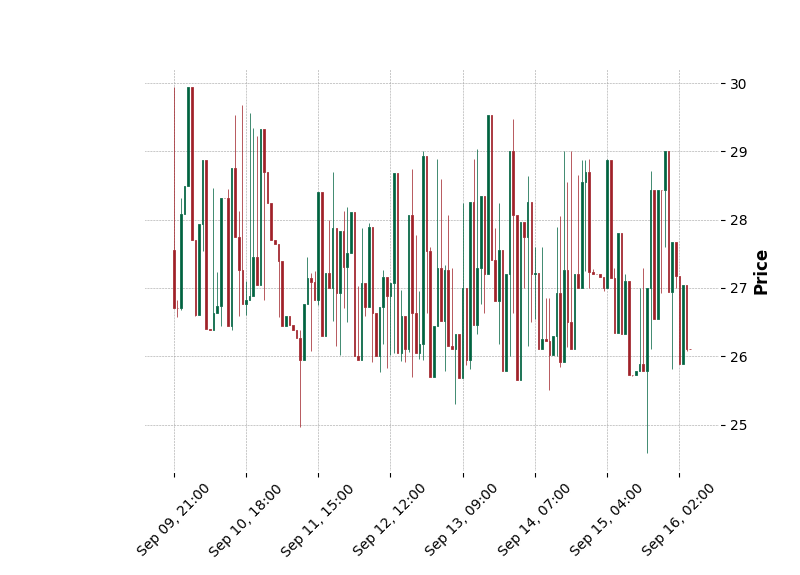 30
29
28
27
26
25
Price
Sep 09, 21:00
Sep 10, 18:00
Sep 11, 15:00
Sep 12, 12:00
Sep 13, 09:00
Sep 14, 07:00
Sep 15, 04:00
Sep 16, 02:00